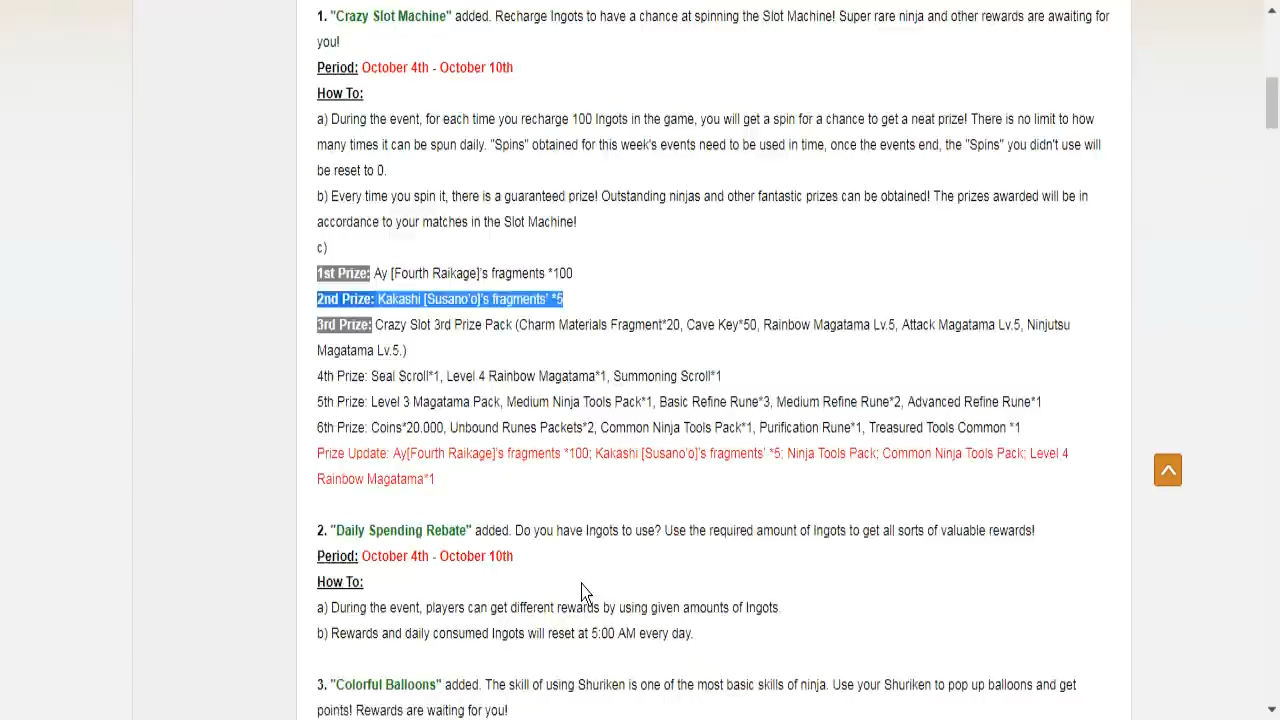 1. "Crazy Slot Machine" added. Recharge Ingots to have a chance at spinning the Slot Machine! Super rare ninja and other rewards are awaiting for
you!
Period: October 4th - October 10th
How To:
a) During the event, for each time you recharge 100 Ingots in the game, you will get a spin for a chance to get a neat prize! There is no limit to how
many times it can be spun daily. "Spins" obtained for this week's events need to be used in time, once the events end, the "Spins" you didn't use will
be reset to 0.
b) Every time you spin it, there is a guaranteed prize! Outstanding ninjas and other fantastic prizes can be obtained! The prizes awarded will be in
accordance to your matches in the Slot Machine!
c)
1st Prize: Ay [Fourth Raikage]'s fragments *100
2nd Prize: Kakashi [Susano'o]'s fragments' *5
3rd Prize: Crazy Slot 3rd Prize Pack (Charm Materials Fragment*20, Cave Key*50, Rainbow Magatama Lv.5, Attack Magatama Lv.5, Ninjutsu
Magatama Lv.5.)
4th Prize: Seal Scroll*1, Level 4 Rainbow Magatama*1, Summoning Scroll*1
5th Prize: Level 3 Magatama Pack, Medium Ninja Tools Pack*1, Basic Refine Rune*3, Medium Refine Rune*2, Advanced Refine Rune*1
6th Prize: Coins*20.000, Unbound Runes Packets*2, Common Ninja Tools Pack*1, Purification Rune*1, Treasured Tools Common *1
Prize Update: Ay[Fourth Raikage]'s fragments *100; Kakashi [Susano'o]'s fragments' *5; Ninja Tools Pack; Common Ninja Tools Pack; Level 4
Rainbow Magatama*1
2. "Daily Spending Rebate" added. Do you have Ingots to use? Use the required amount of Ingots to get all sorts of valuable rewards!
Period: October 4th - October 10th
How To:
a) During the event, players can get different rewards by using given amounts of Ingots.
b) Rewards and daily consumed Ingots will reset at 5:00 AM every day.
3. "Colorful Balloons" added. The skill of using Shuriken is one of the most basic skills of ninja. Use your Shuriken to pop up balloons and get
points! Rewards are waiting for you!